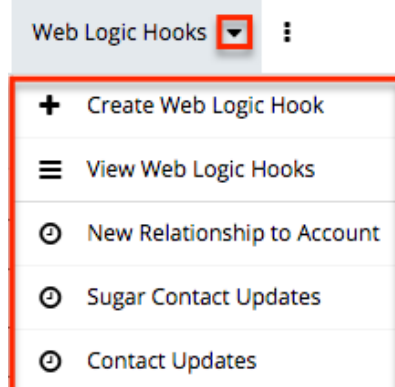 Web Logic Hooks
Create Web Logic Hook
View Web Logic Hooks
New Relationship to Account
Sugar Contact Updates
Contact Updates